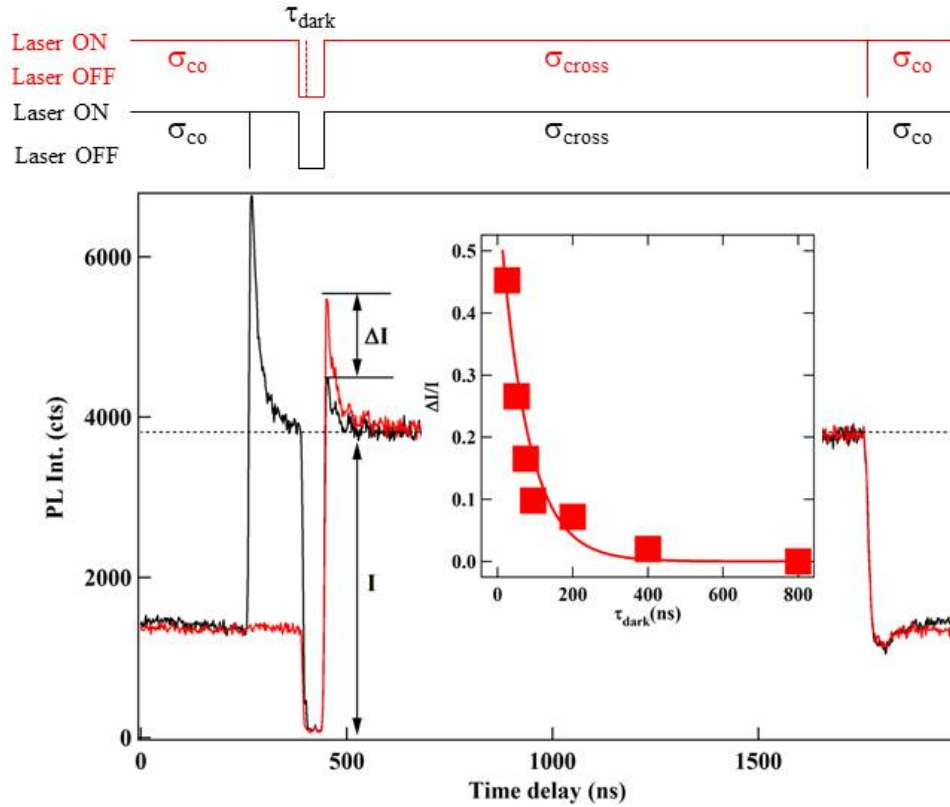 τdark
Laser ON
σco
σcross
σco
Laser OFF
Laser ON
σco
σcross
σco
Laser OFF
6000
4000
2000
0
PL Int. (cts)
ΔI
I
0.5
0.4
0.3
0.2
0.1
0.0
ΔI/I
0 200 400 600 800
τdark(ns)
0 500 1000 1500
Time delay (ns)